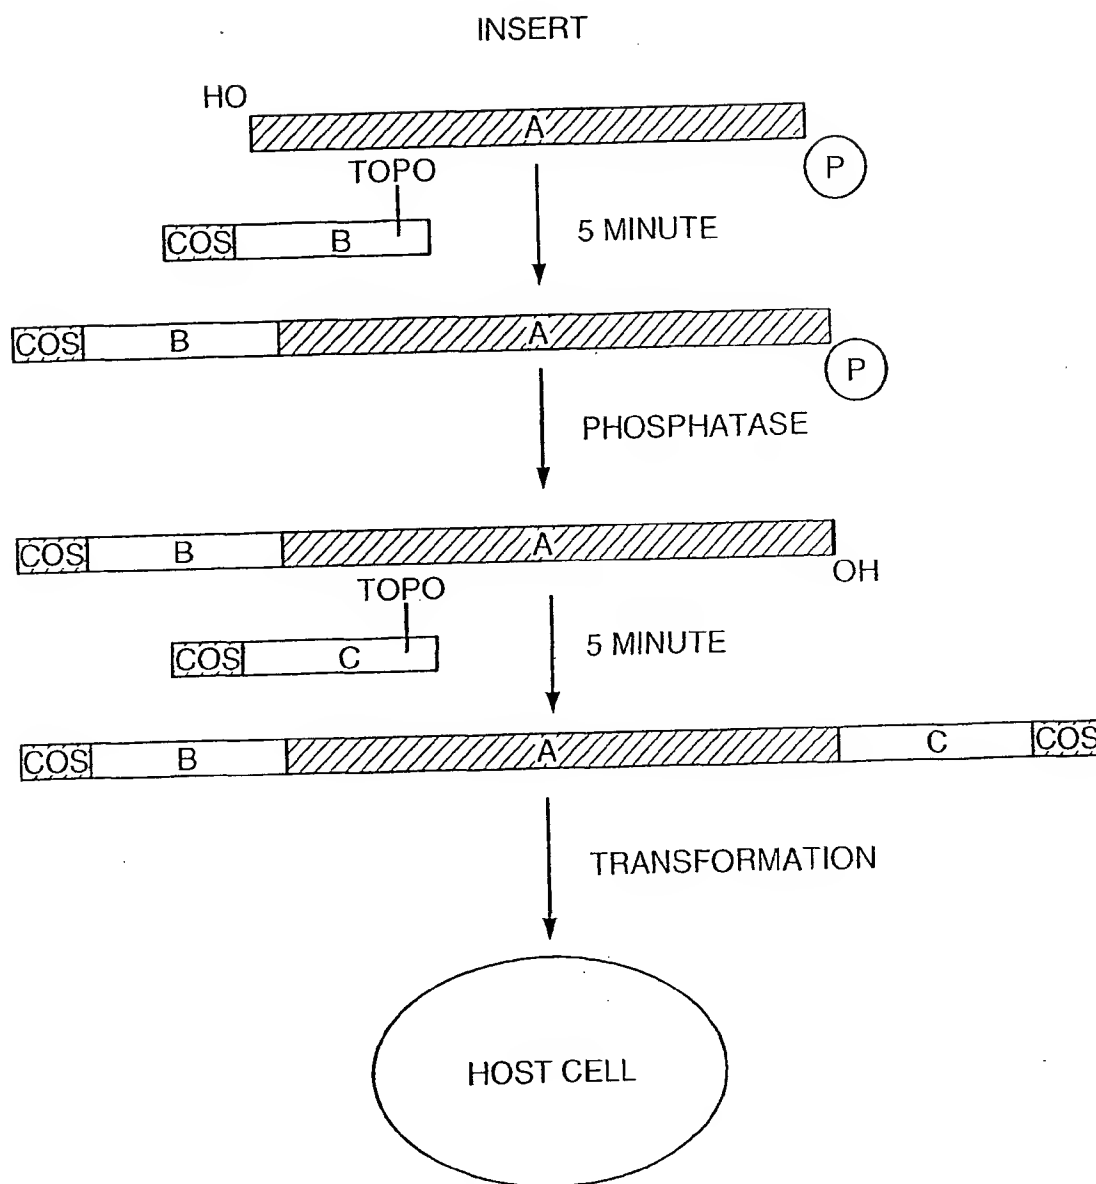 INSERT
HO
A
P
TOPO
COS B
5 MINUTE
COS B A
P
PHOSPHATASE
COS B A
OH
TOPO
COS C
5 MINUTE
COS B A C COS
TRANSFORMATION
HOST CELL